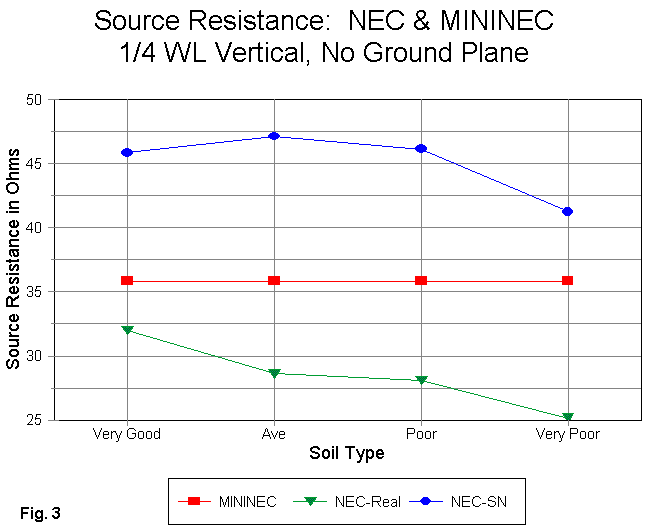 Source Resistance: NEC & MININEC
1/4 WL Vertical, No Ground Plane
Source Resistance in Ohms
50
45
40
35
30
25
Very Good Ave Poor Very Poor
Soil Type
MININEC NEC-Real NEC-SN
Fig. 3